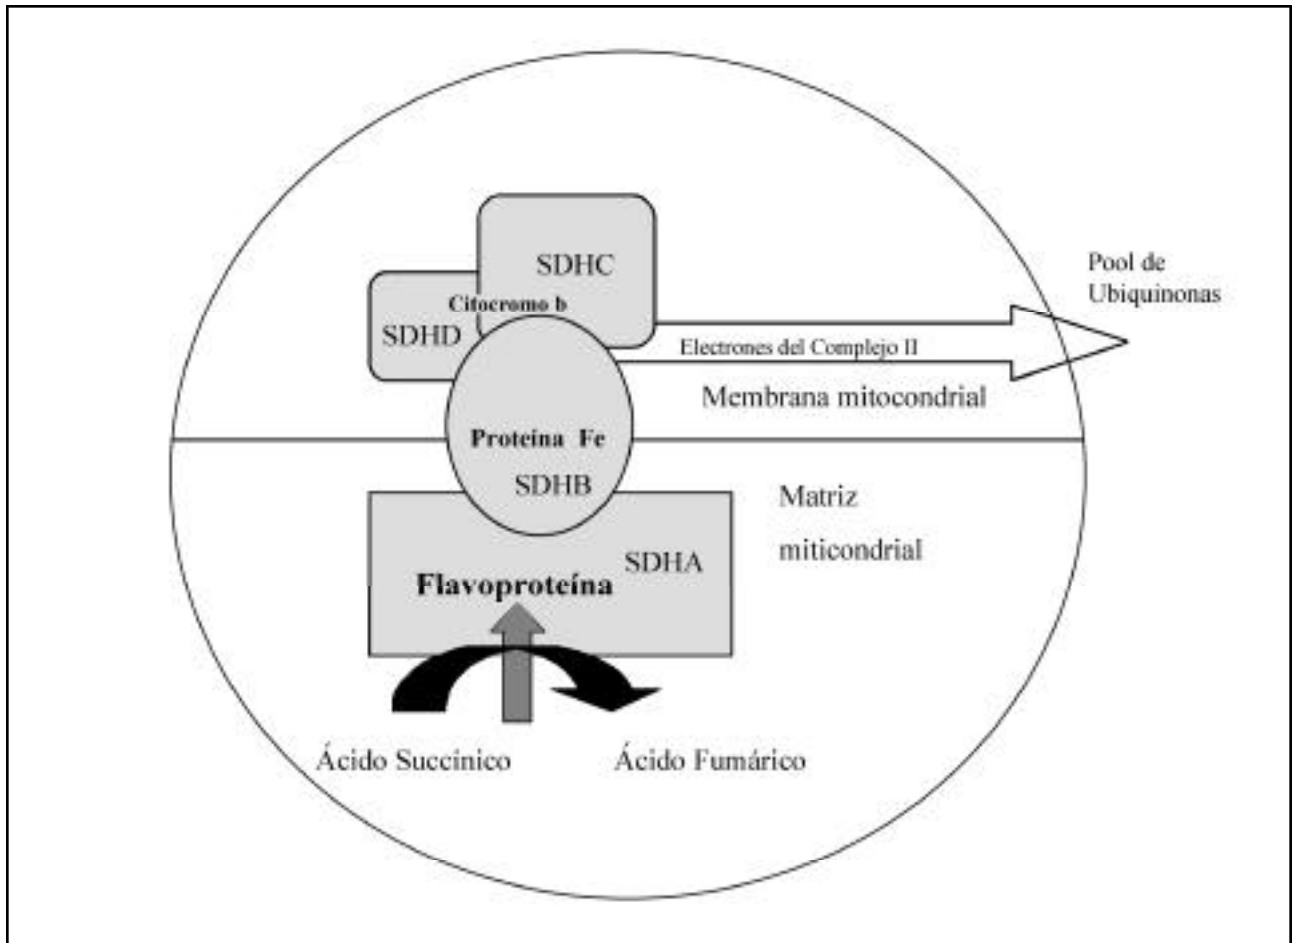 SDHC
Citocromo b
SDHD
Pool de
Ubiquinonas
Electrones del Complejo II
Membrana mitocondrial
Proteína Fe
SDHB
Matriz
miticondrial
SDHA
Flavoproteína
Ácido Succinico
Ácido Fumárico